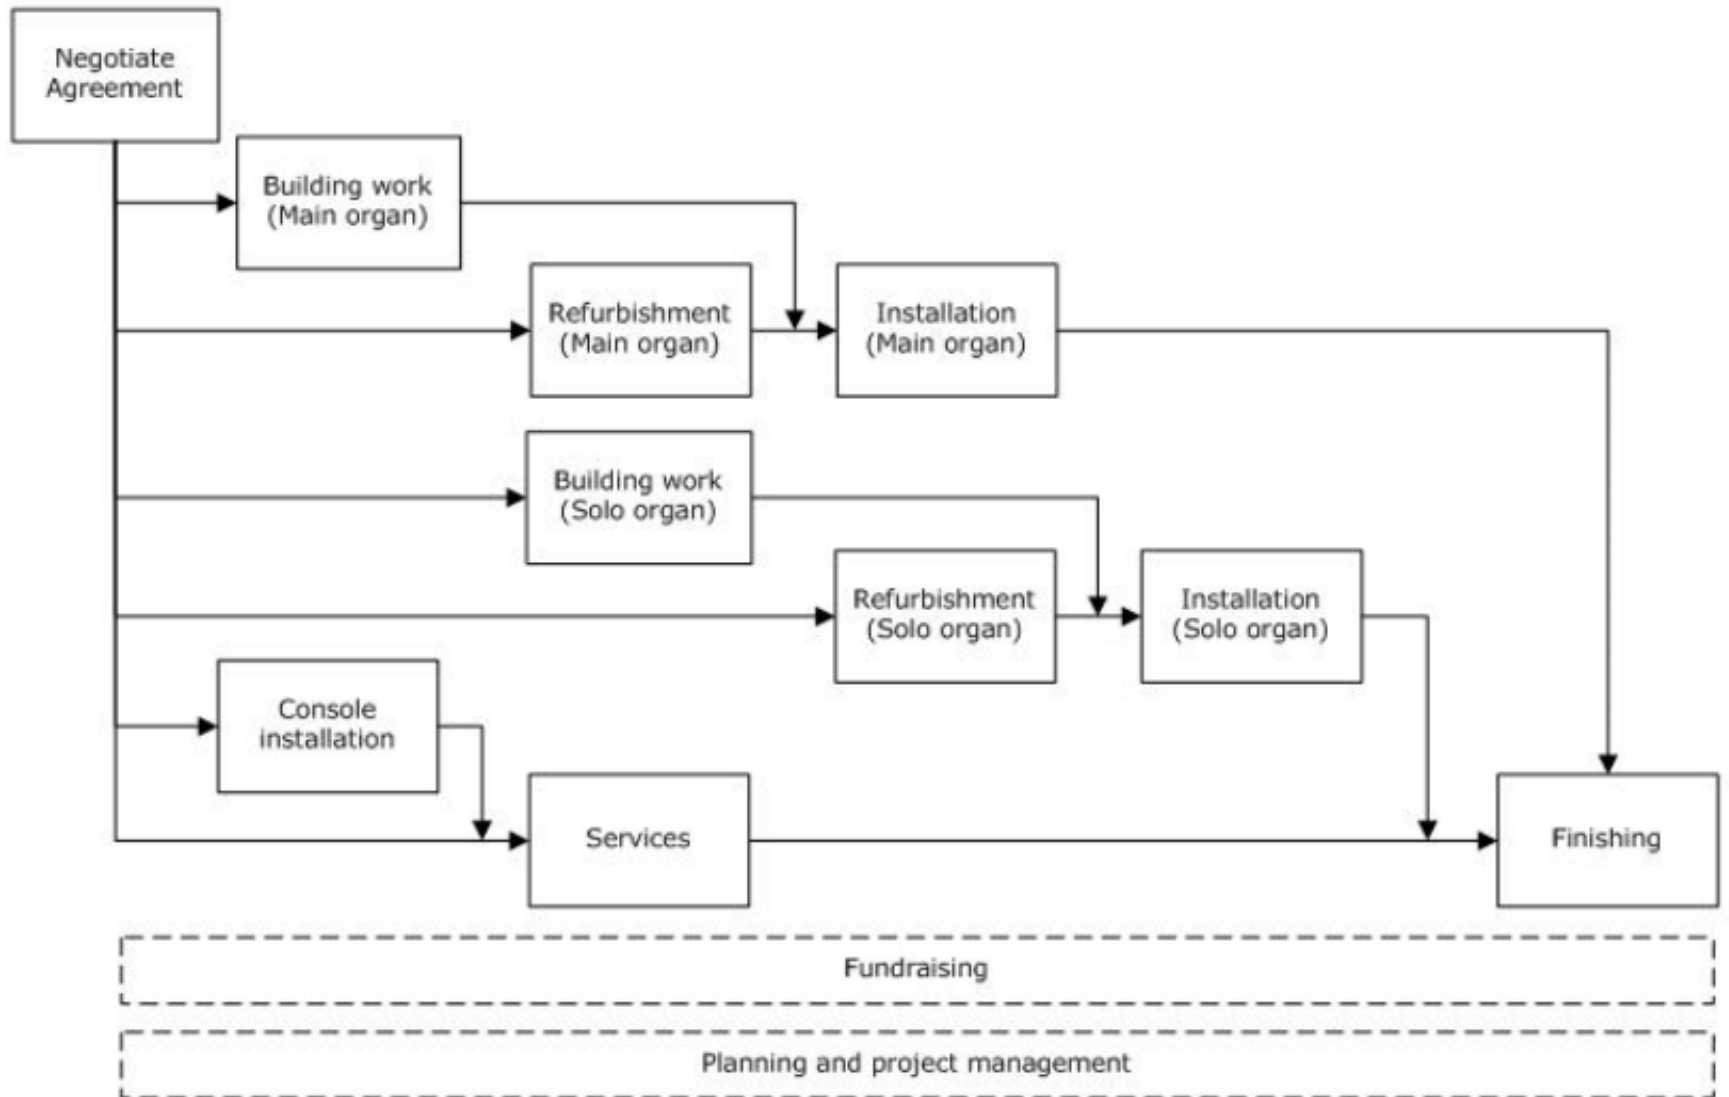 Negotiate
Agreement
Building work
(Main organ)
Refurbishment
(Main organ)
Installation
(Main organ)
Building work
(Solo organ)
Refurbishment
(Solo organ)
Installation
(Solo organ)
Console
installation
Services
Finishing
Fundraising
Planning and project management